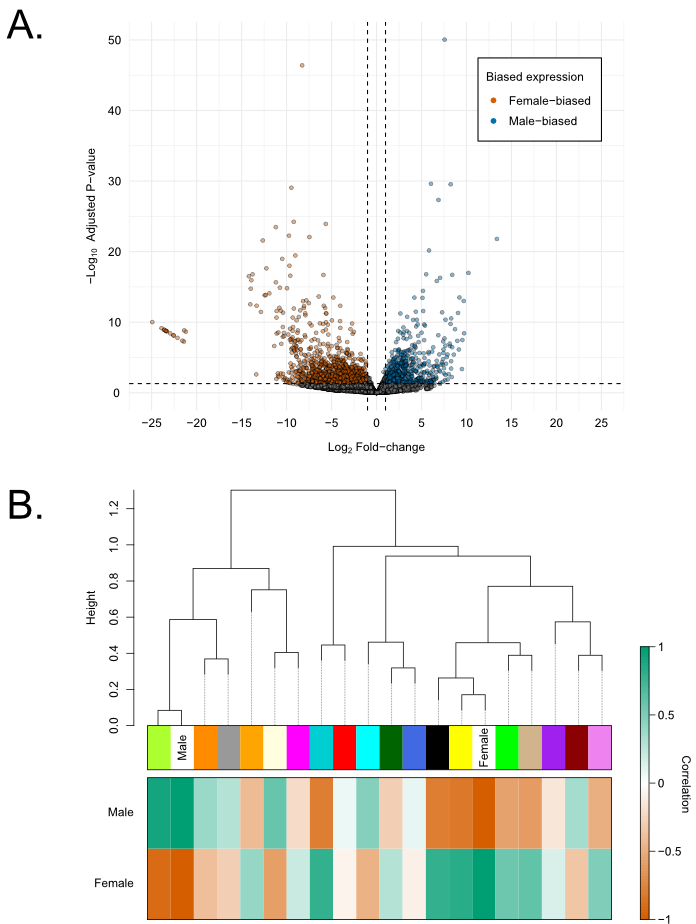 A.
50
40
30
20
10
0
−Log10 Adjusted P−value
−25 −20 −15 −10 −5 0 5 10 15 20 25
Log2 Fold−change
Biased expression
Female−biased
Male−biased
B.
Height
1.2
1.0
0.8
0.6
0.4
0.2
0.0
Male
Female
Male
Female
1
0.5
0
−0.5
−1
Correlation